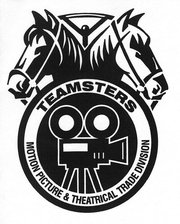 TEAMSTERS
MOTION PICTURE & THEATRICAL TRADE DIVISION